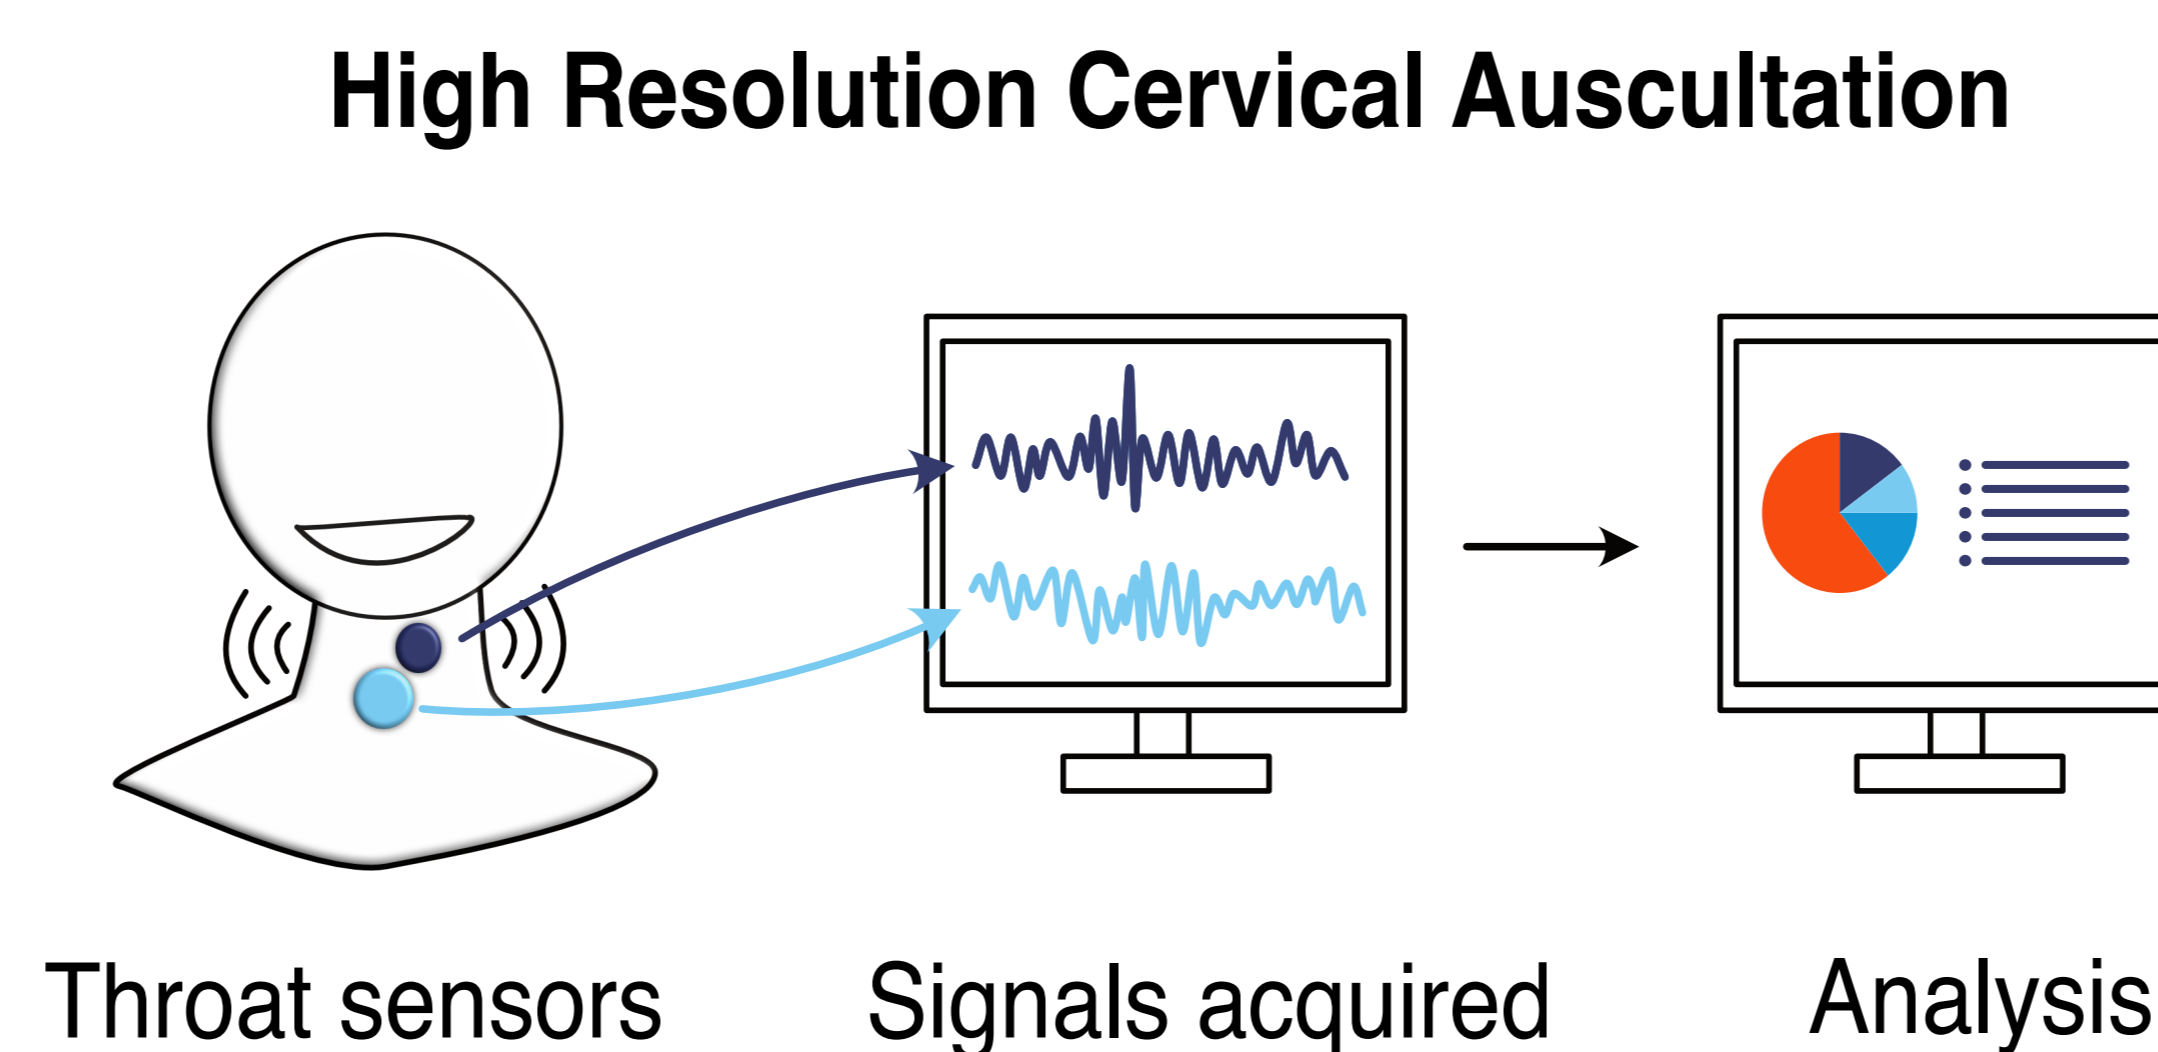 High Resolution Cervical Auscultation
Throat sensors
Signals acquired
Analysis